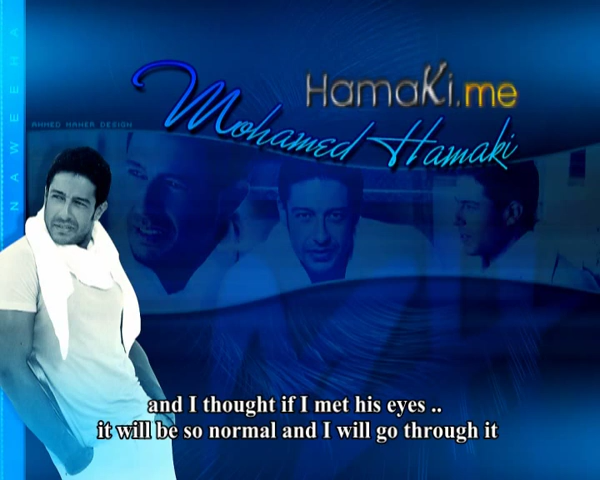 HamaKi.me
Mohamed Hamaki
AHMED MAHER DESIGN
NAWEEHA
and I thought if I met his eyes ..
it will be so normal and I will go through it